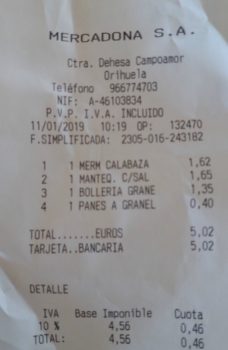 MERCADONA S.A.
Ctra. Dehesa Campoamor
Orihuela
Teléfono 966774703
NIF: A-46103834
P.V.P. I.V.A. INCLUIDO
11/01/2019 10:19 OP: 132470
F.SIMPLIFICADA: 2305-016-243182
1 1 MERM CALABAZA 1,62
2 1 MANTEQ. C/SAL 1,65
3 1 BOLLERIA GRANE 1,35
4 1 PANES A GRANEL 0,40
TOTAL.......EUROS 5,02
TARJETA..BANCARIA 5,02
DETALLE
IVA Base Imponible Cuota
10 % 4,56 0,46
TOTAL: 4,56 0,46